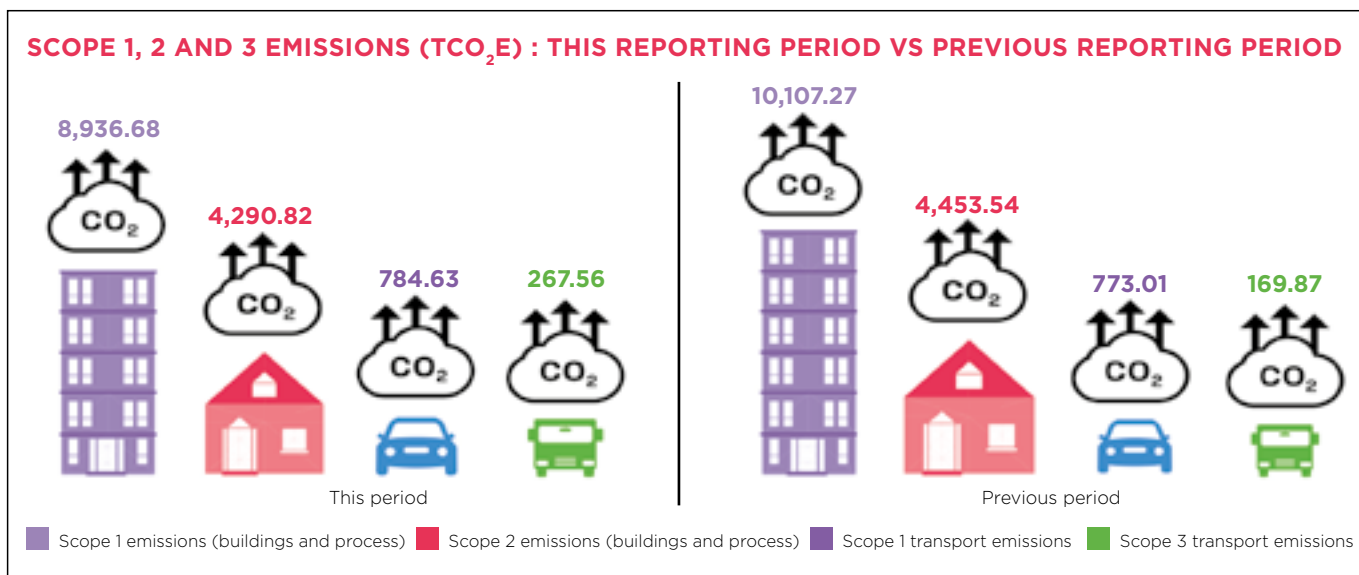 SCOPE 1, 2 AND 3 EMISSIONS (TCO₂E) : THIS REPORTING PERIOD VS PREVIOUS REPORTING PERIOD
8,936.68
CO₂
4,290.82
CO₂
784.63
CO₂
267.56
CO₂
This period
10,107.27
CO₂
4,453.54
CO₂
773.01
CO₂
169.87
CO₂
Previous period
Scope 1 emissions (buildings and process) Scope 2 emissions (buildings and process) Scope 1 transport emissions Scope 3 transport emissions